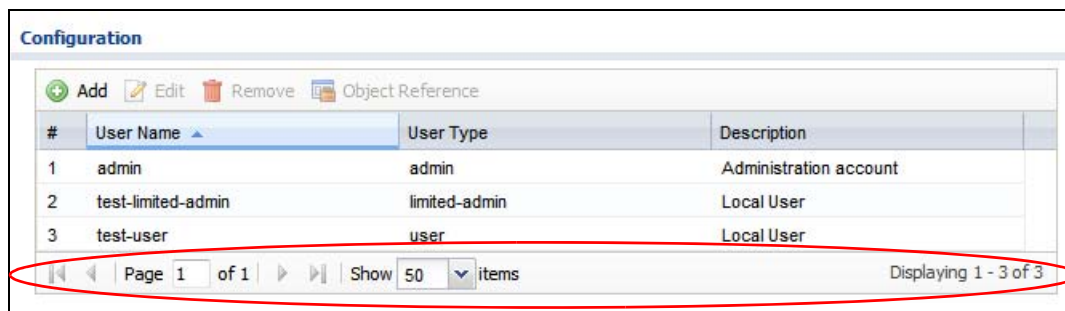 Configuration
Add Edit Remove Object Reference
# User Name User Type Description
1 admin admin Administration account
2 test-limited-admin limited-admin Local User
3 test-user user Local User
Page 1 of 1 Show 50 items Displaying 1 - 3 of 3